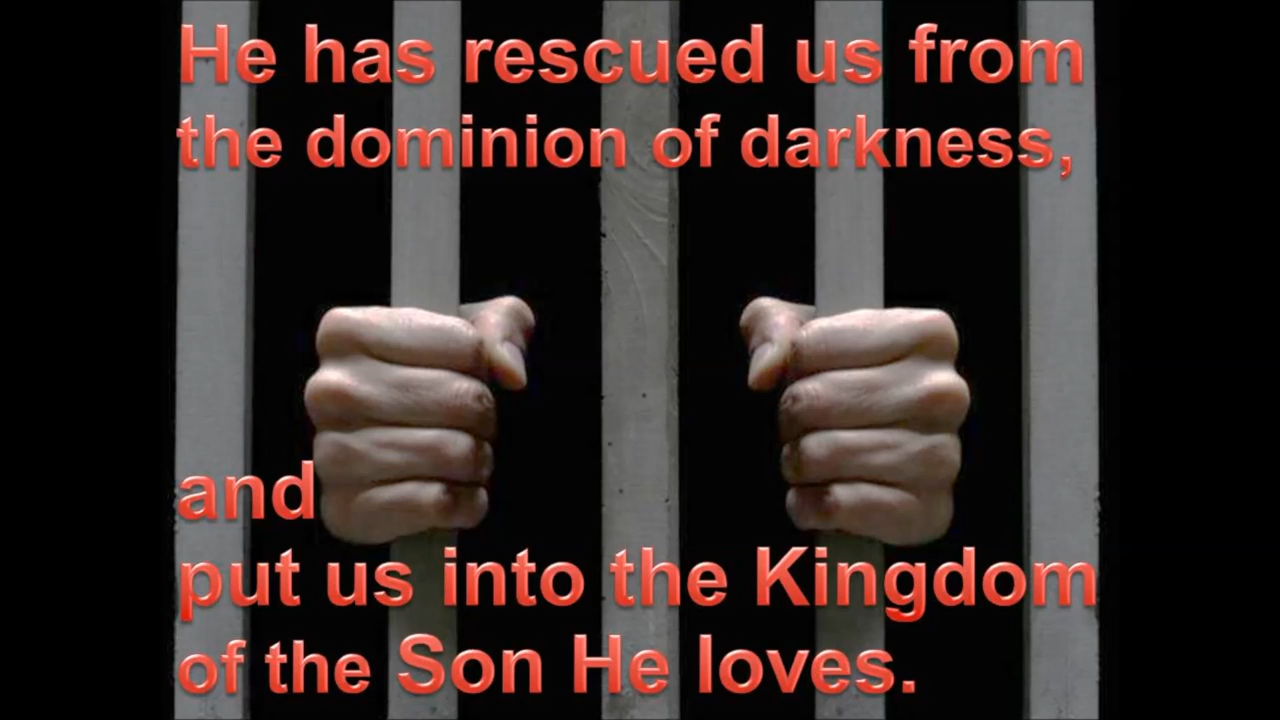 He has rescued us from
the dominion of darkness,
and
put us into the Kingdom
of the Son He loves.